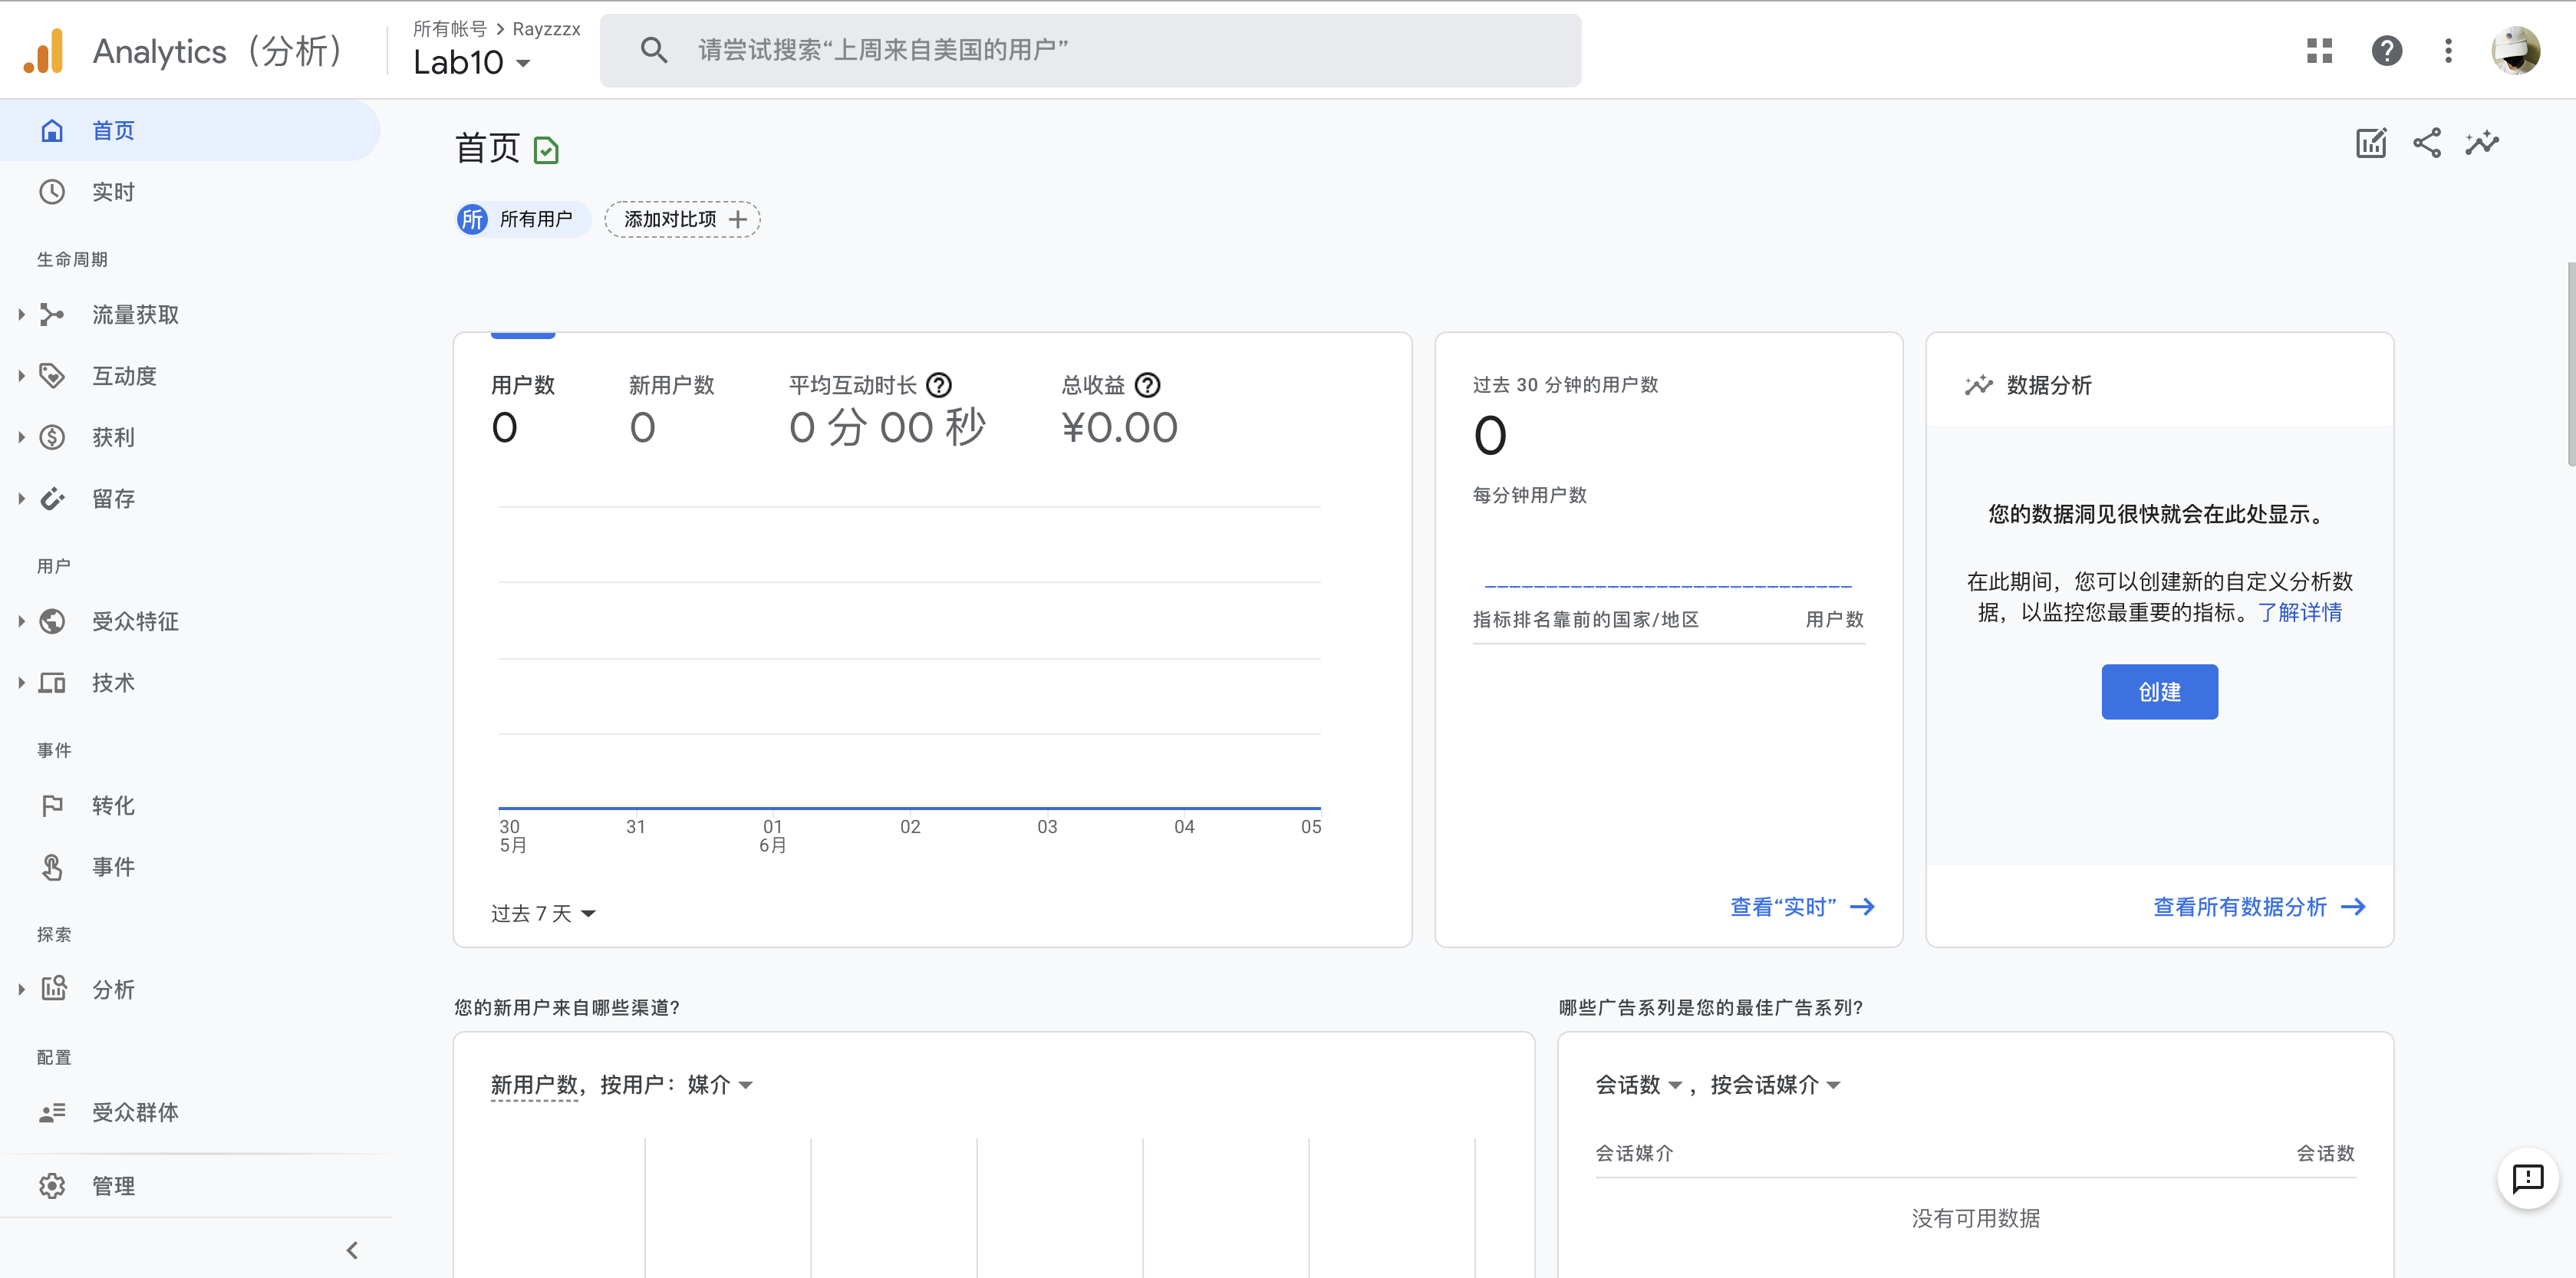 Analytics（分析）
所有帐号 > Rayzzzx
Lab10
请尝试搜索“上周来自美国的用户”
首页
实时
生命周期
流量获取
互动度
获利
留存
用户
受众特征
技术
事件
转化
事件
探索
分析
配置
受众群体
管理
首页
所 所有用户
添加对比项
用户数
0
新用户数
0
平均互动时长
0 分 00 秒
总收益
¥0.00
30 31 01 02 03 04 05
5月 6月
过去 7 天
过去 30 分钟的用户数
0
每分钟用户数
指标排名靠前的国家/地区 用户数
查看“实时”
数据分析
您的数据洞见很快就会在此处显示。
在此期间，您可以创建新的自定义分析数
据，以监控您最重要的指标。了解详情
创建
查看所有数据分析
您的新用户来自哪些渠道？
新用户数，按用户：媒介
哪些广告系列是您的最佳广告系列？
会话数，按会话媒介
会话媒介 会话数
没有可用数据